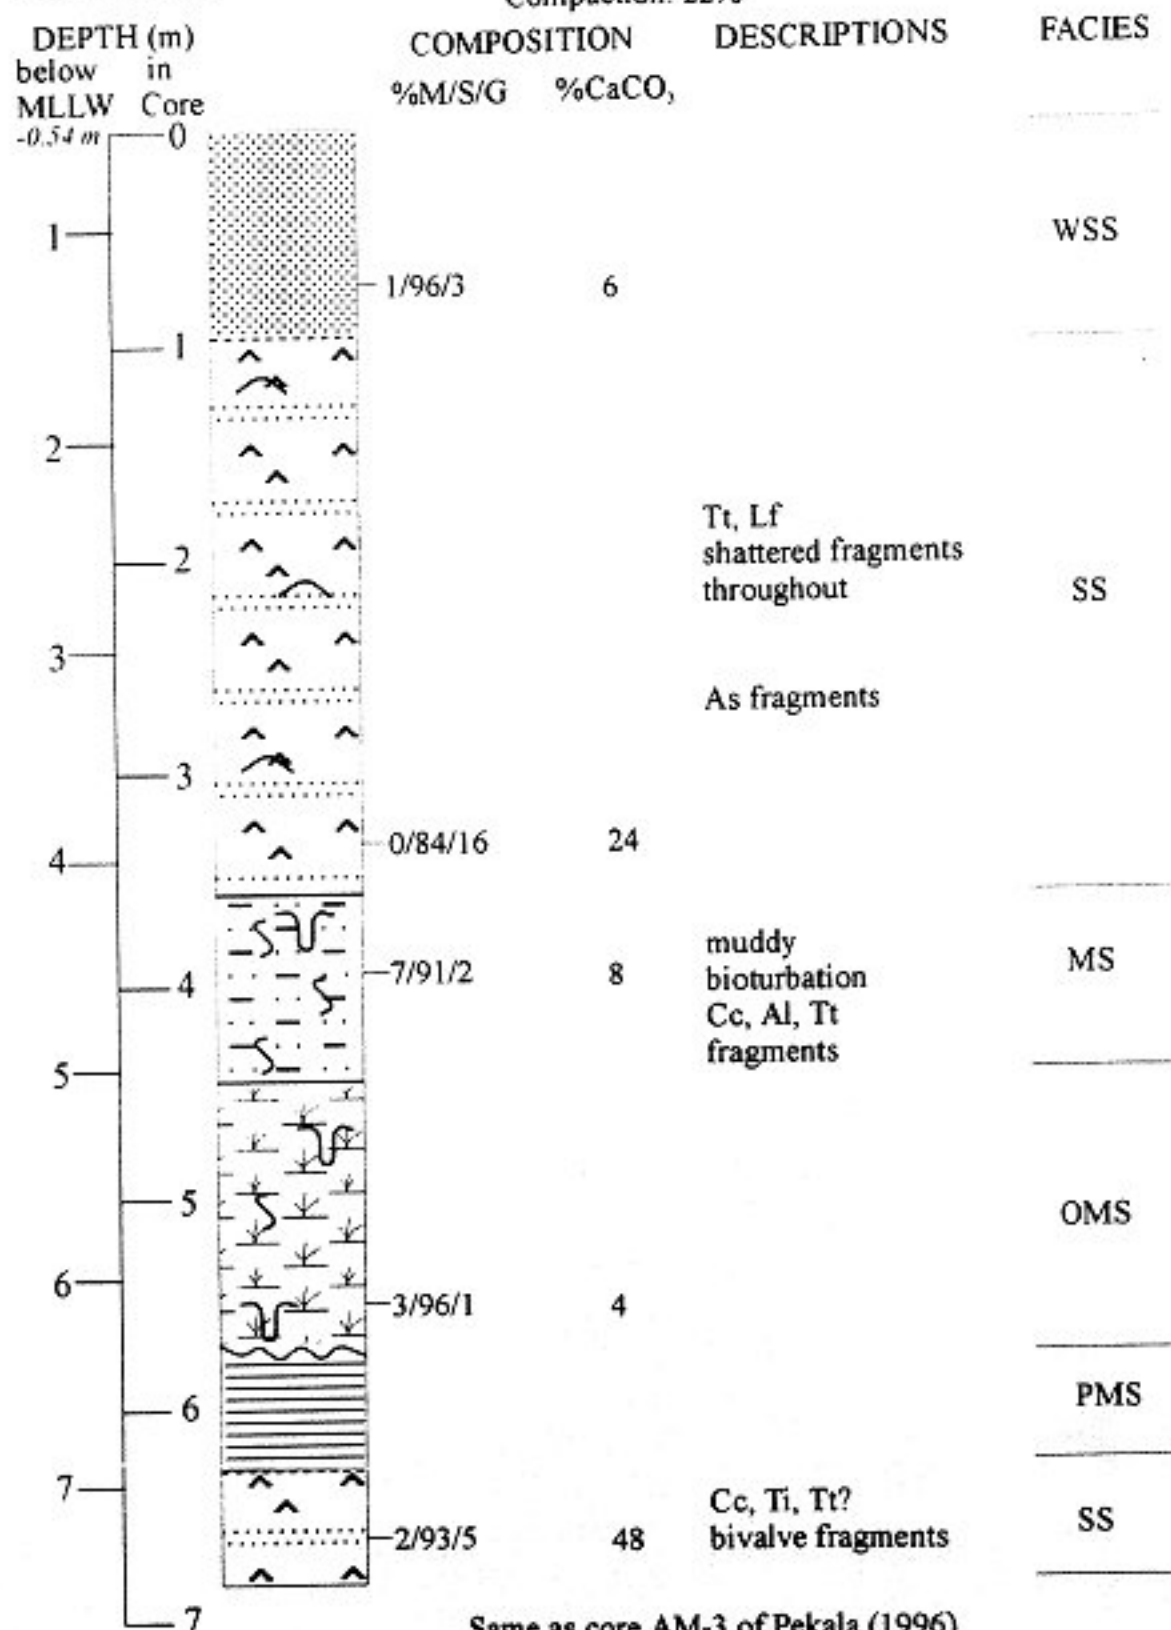 DEPTH (m) COMPOSITION DESCRIPTIONS FACIES
below in
MLLW Core %M/S/G %CaCO,
-0.54 m 0
1 WSS
1/96/3 6
1
2
Tt, Lf
shattered fragments
2 throughout SS
3
As fragments
3
0/84/16 24
4
muddy
7/91/2 8 bioturbation MS
4 Cc, Al, Tt
fragments
5
5 OMS
6
3/96/1 4
PMS
6
7 Cc, Ti, Tt? SS
2/93/5 48 bivalve fragments
7 Same as core AM-3 of Pekala (1996)